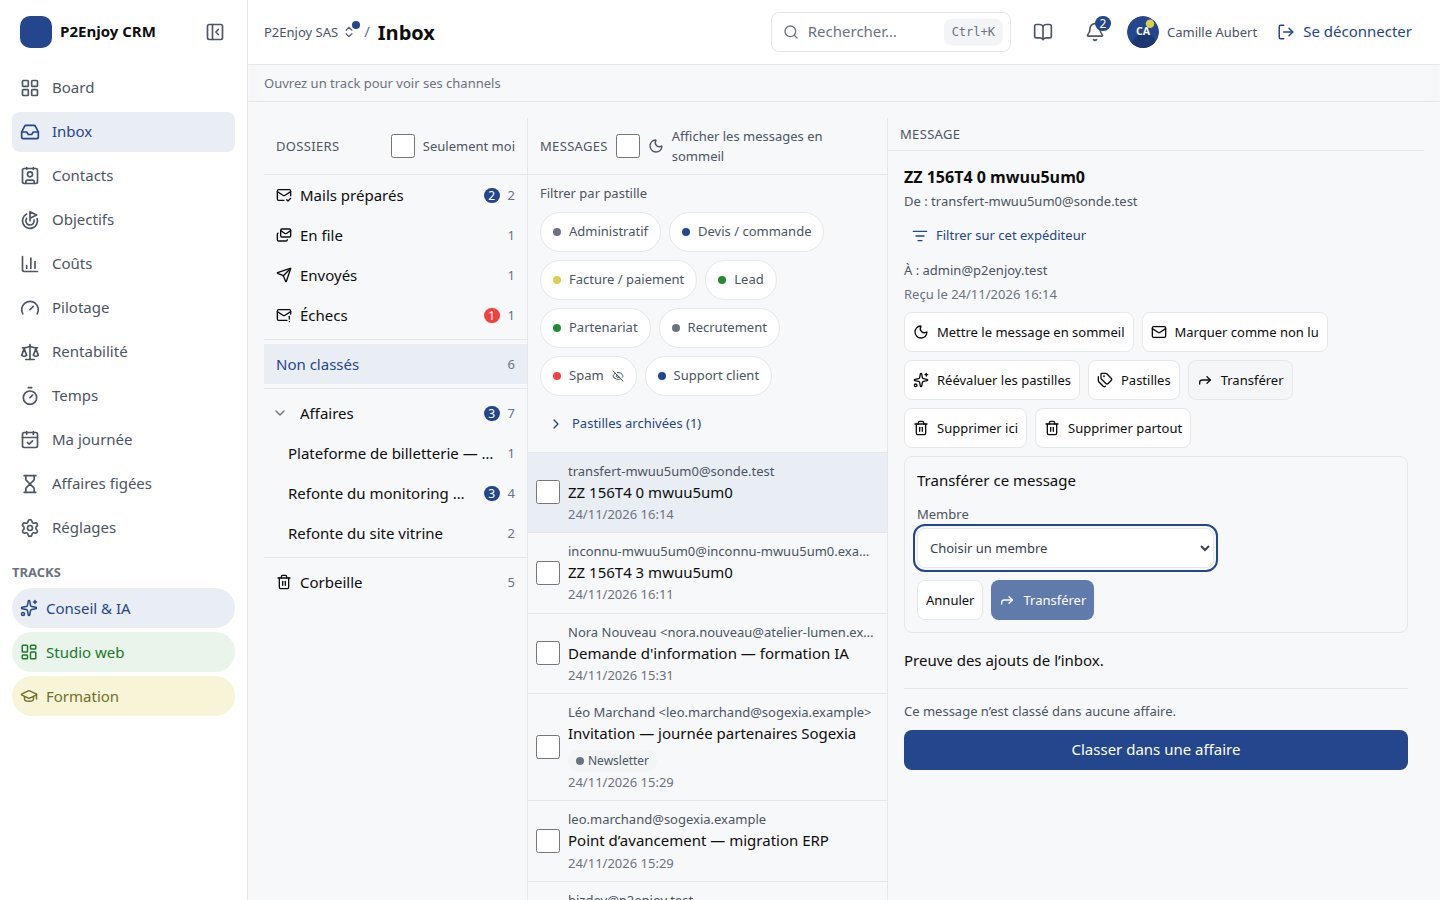 P2Enjoy CRM
Board
Inbox
Contacts
Objectifs
Coûts
Pilotage
Rentabilité
Temps
Ma journée
Affaires figées
Réglages
TRACKS
Conseil & IA
Studio web
Formation
P2Enjoy SAS / Inbox
Rechercher... Ctrl+K
2
CA Camille Aubert
Se déconnecter
Ouvrez un track pour voir ses channels
DOSSIERS Seulement moi
Mails préparés 2 2
En file 1
Envoyés 1
Échecs 1 1
Non classés 6
Affaires 3 7
Plateforme de billetterie — ... 1
Refonte du monitoring ... 3 4
Refonte du site vitrine 2
Corbeille 5
MESSAGES Afficher les messages en
sommeil
Filtrer par pastille
Administratif Devis / commande
Facture / paiement Lead
Partenariat Recrutement
Spam Support client
Pastilles archivées (1)
transfert-mwuu5um0@sonde.test
ZZ 156T4 0 mwuu5um0
24/11/2026 16:14
inconnu-mwuu5um0@inconnu-mwuu5um0.exa...
ZZ 156T4 3 mwuu5um0
24/11/2026 16:11
Nora Nouveau <nora.nouveau@atelier-lumen.ex...
Demande d'information — formation IA
24/11/2026 15:31
Léo Marchand <leo.marchand@sogexia.example>
Invitation — journée partenaires Sogexia
Newsletter
24/11/2026 15:29
leo.marchand@sogexia.example
Point d’avancement — migration ERP
24/11/2026 15:29
bizdev@p2enjoy.test
MESSAGE
ZZ 156T4 0 mwuu5um0
De : transfert-mwuu5um0@sonde.test
Filtrer sur cet expéditeur
À : admin@p2enjoy.test
Reçu le 24/11/2026 16:14
Mettre le message en sommeil Marquer comme non lu
Réévaluer les pastilles Pastilles Transférer
Supprimer ici Supprimer partout
Transférer ce message
Membre
Choisir un membre
Annuler Transférer
Preuve des ajouts de l’inbox.
Ce message n’est classé dans aucune affaire.
Classer dans une affaire